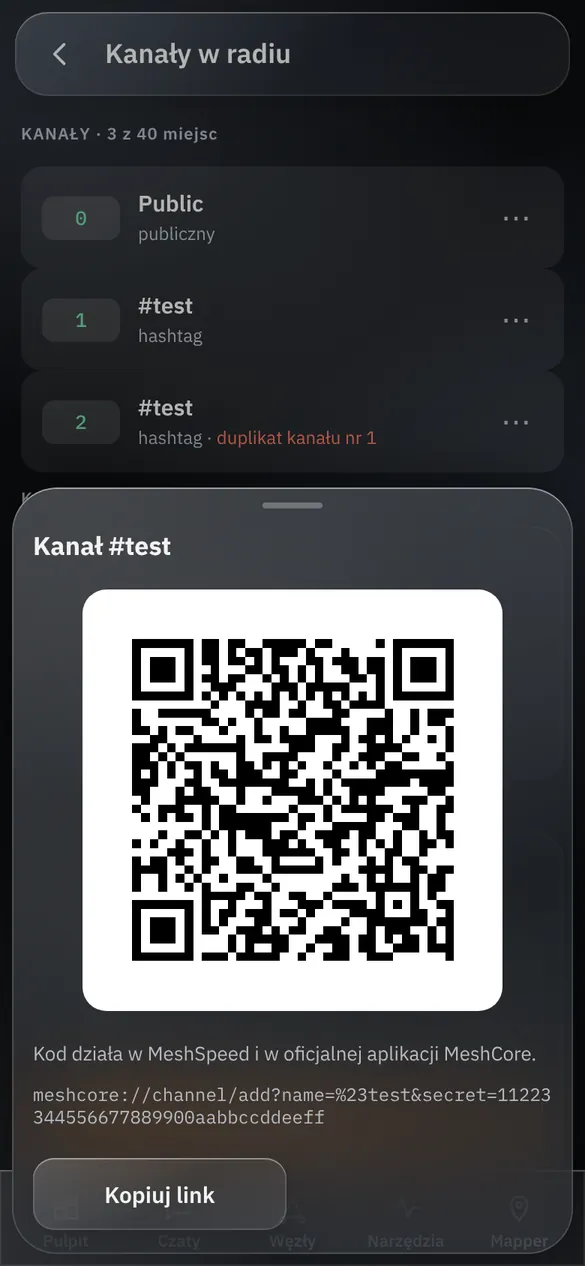 Kanały w radiu
KANAŁY · 3 z 40 miejsc
0
Public
publiczny
...
1
#test
hashtag
...
2
#test
hashtag · duplikat kanału nr 1
...
Kanał #test
Kod działa w MeshSpeed i w oficjalnej aplikacji MeshCore.
meshcore://channel/add?name=%23test&secret=11223
344556677889900aabbccddeeff
Kopiuj link
Pulpit
Czaty
Węzły
Narzędzia
Mapper